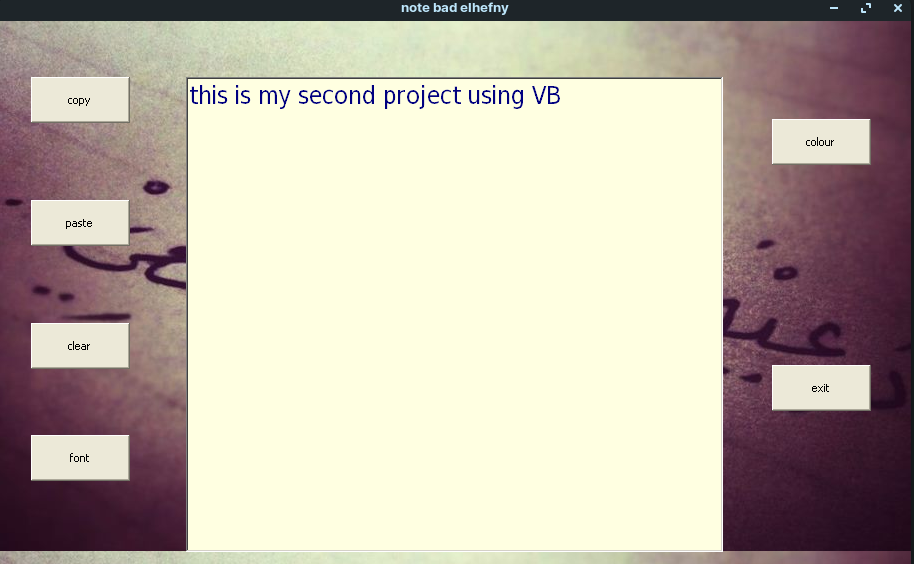 note bad elhefny
copy
this is my second project using VB
colour
paste
clear
exit
font